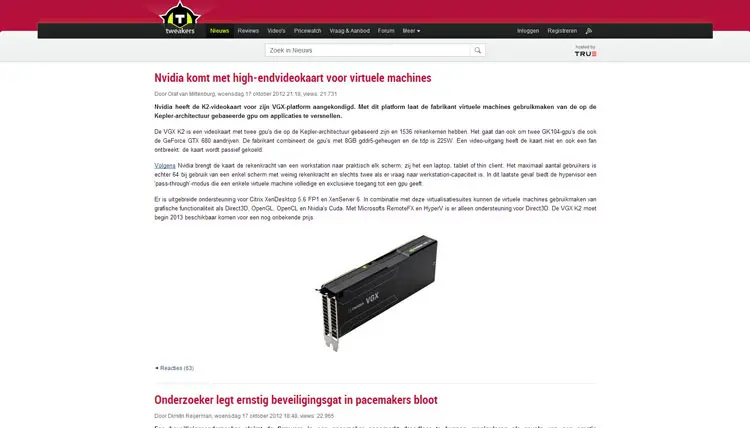 tweakers
Nieuws Reviews Video's Pricewatch Vraag & Aanbod Forum Meer Inloggen Registreren
Zoek in Nieuws
hosted by
TRUE
Nvidia komt met high-endvideokaart voor virtuele machines
Door Olaf van Miltenburg, woensdag 17 oktober 2012 21:18, views: 21.731
Nvidia heeft de K2-videokaart voor zijn VGX-platform aangekondigd. Met dit platform laat de fabrikant virtuele machines gebruikmaken van de op de
Kepler-architectuur gebaseerde gpu om applicaties te versnellen.
De VGX K2 is een videokaart met twee gpu's die op de Kepler-architectuur gebaseerd zijn en 1536 rekenkernen hebben. Het gaat dan ook om twee GK104-gpu's die ook
de GeForce GTX 680 aandrijven. De fabrikant combineert de gpu's met 8GB gddr5-geheugen en de tdp is 225W. Een video-uitgang heeft de kaart niet en ook een fan
ontbreekt: de kaart wordt passief gekoeld.
Volgens Nvidia brengt de kaart de rekenkracht van een workstation naar praktisch elk scherm, zij het een laptop, tablet of thin client. Het maximaal aantal gebruikers is
echter 64 bij gebruik van een enkel scherm met weinig rekenkracht en slechts twee als er vraag naar workstation-capaciteit is. In dit laatste geval biedt de hypervisor een
'pass-through'-modus die een enkele virtuele machine volledige en exclusieve toegang tot een gpu geeft.
Er is uitgebreide ondersteuning voor Citrix XenDesktop 5.6 FP1 en XenServer 6. In combinatie met deze virtualisatiesuites kunnen de virtuele machines gebruikmaken van
grafische functionaliteit als Direct3D, OpenGL, OpenCL en Nvidia's Cuda. Met Microsofts RemoteFX en HyperV is er alleen ondersteuning voor Direct3D. De VGX K2 moet
begin 2013 beschikbaar komen voor een nog onbekende prijs
VGX
Reacties (53)
Onderzoeker legt ernstig beveiligingsgat in pacemakers bloot
Door Dimitri Reijerman, woensdag 17 oktober 2012 18:48, views: 22.965